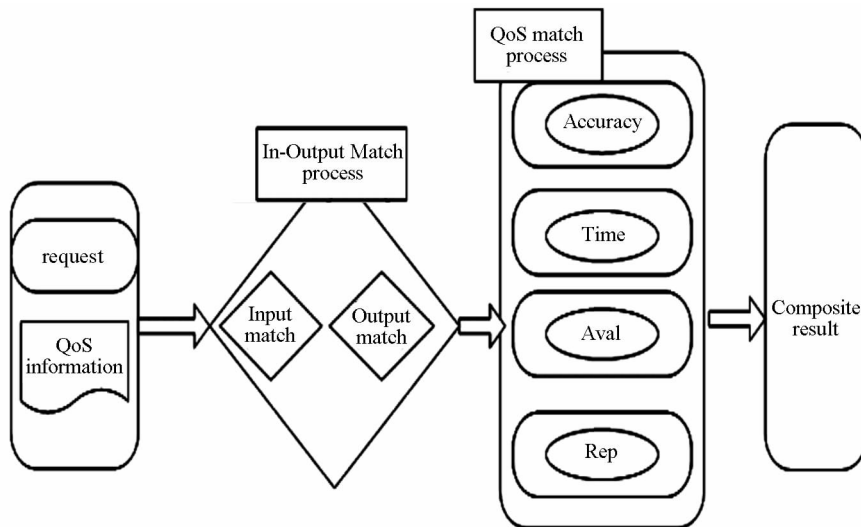 request
QoS
information
In-Output Match
process
Input
match
Output
match
QoS match
process
Accuracy
Time
Aval
Rep
Composite
result